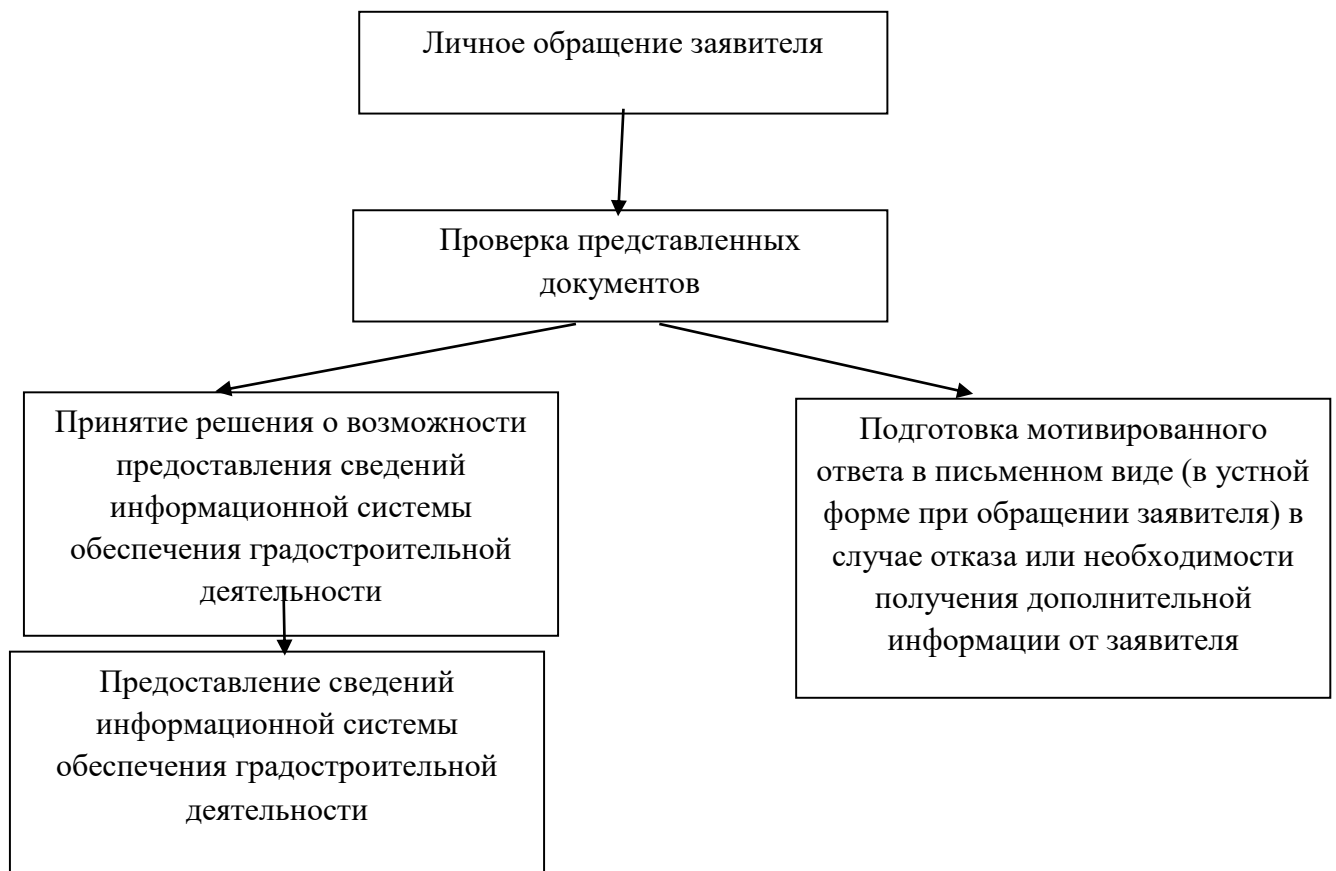 Личное обращение заявителя
Проверка представленных
документов
Принятие решения о возможности
предоставления сведений
информационной системы
обеспечения градостроительной
деятельности
Подготовка мотивированного
ответа в письменном виде (в устной
форме при обращении заявителя) в
случае отказа или необходимости
получения дополнительной
информации от заявителя
Предоставление сведений
информационной системы
обеспечения градостроительной
деятельности